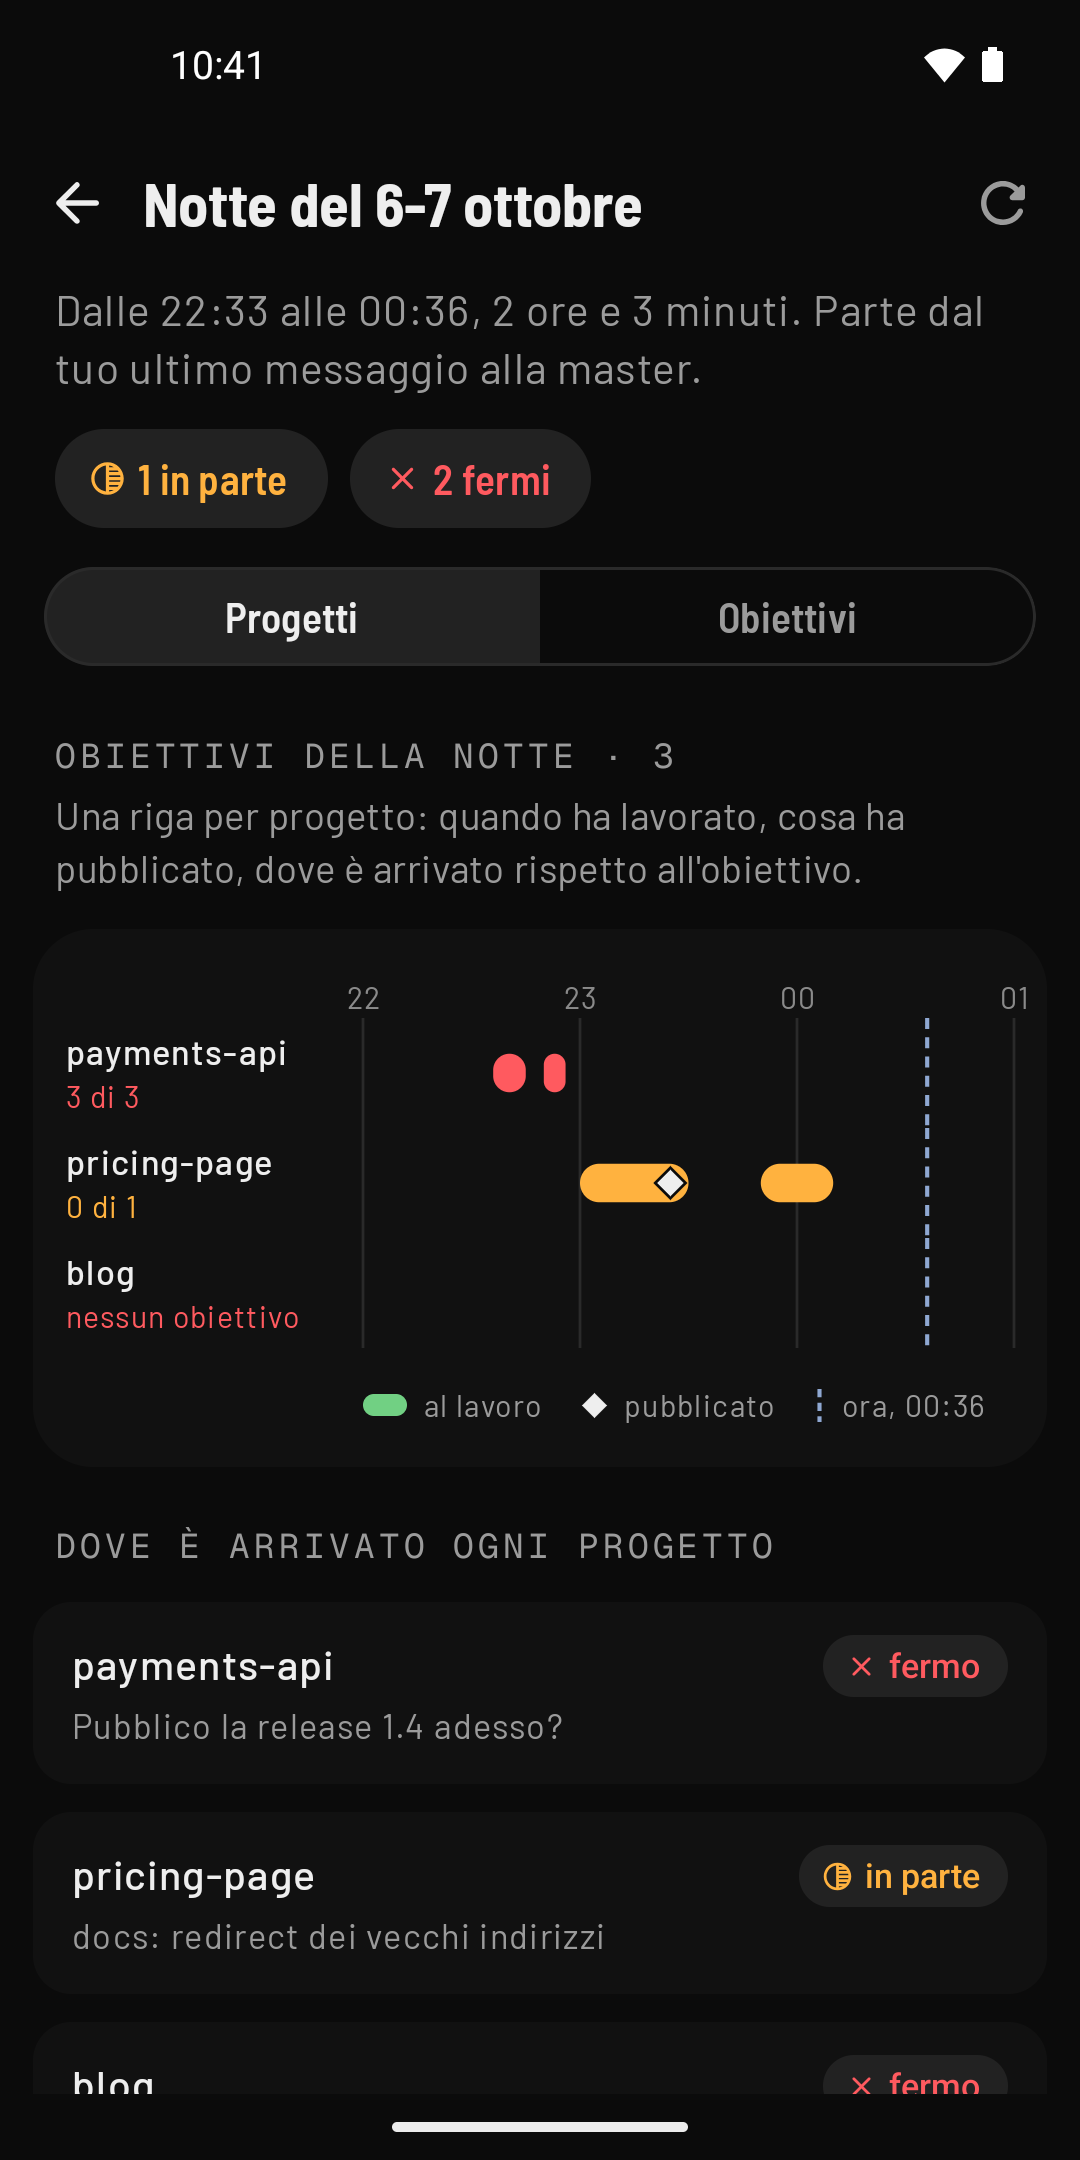 10:41
Notte del 6-7 ottobre
Dalle 22:33 alle 00:36, 2 ore e 3 minuti. Parte dal
tuo ultimo messaggio alla master.
1 in parte
2 fermi
Progetti
Obiettivi
OBIETTIVI DELLA NOTTE · 3
Una riga per progetto: quando ha lavorato, cosa ha
pubblicato, dove è arrivato rispetto all'obiettivo.
22 23 00 01
payments-api
3 di 3
pricing-page
0 di 1
blog
nessun obiettivo
al lavoro
pubblicato
ora, 00:36
DOVE È ARRIVATO OGNI PROGETTO
payments-api
fermo
Pubblico la release 1.4 adesso?
pricing-page
in parte
docs: redirect dei vecchi indirizzi
blog
fermo